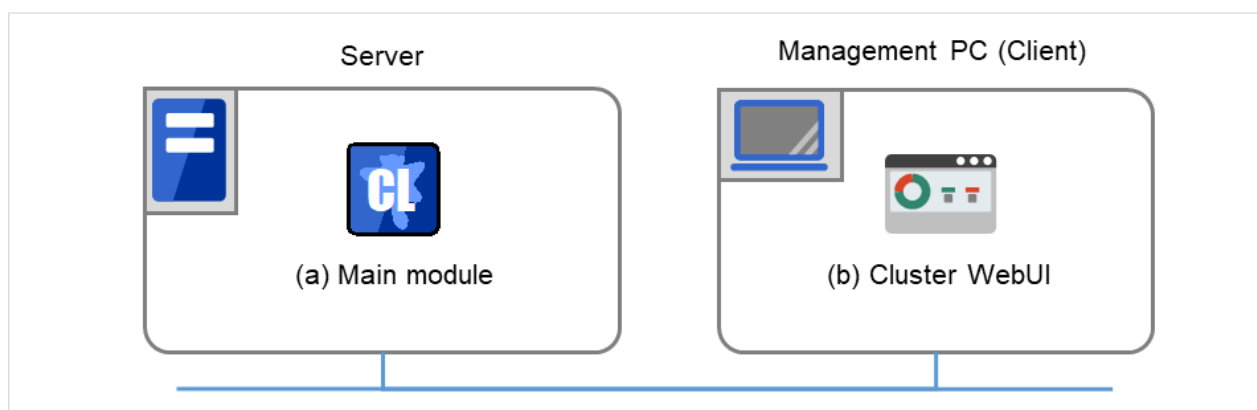 Server
Management PC (Client)
CL
(a) Main module
(b) Cluster WebUI